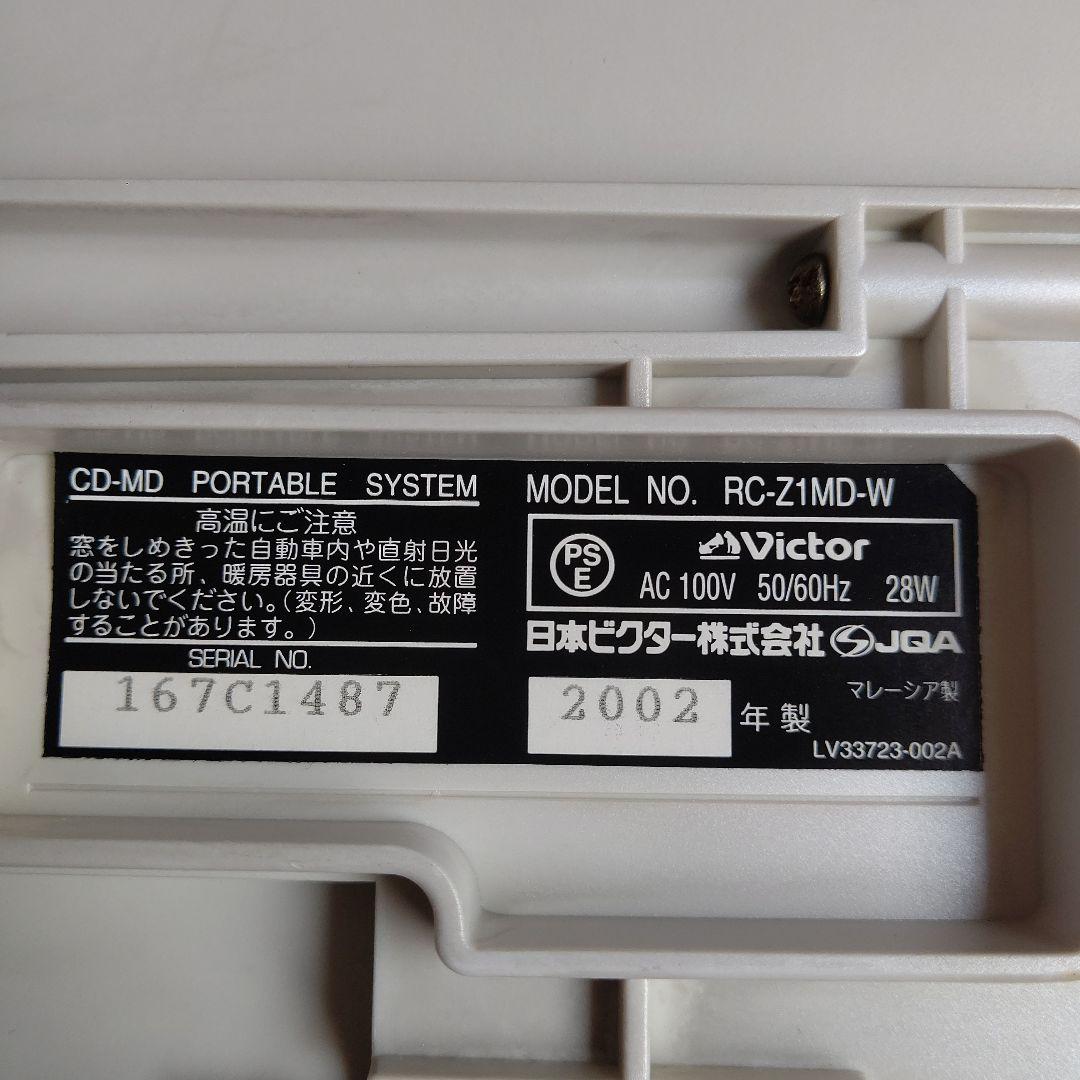 CD-MD PORTABLE SYSTEM
高温にご注意
窓をしめきった自動車内や直射日光
の当たる所、暖房器具の近くに放置
しないでください。(変形、変色、故障
することがあります。)
SERIAL NO.
167C1487
MODEL NO. RC-Z1MD-W
PS
E
Victor
AC 100V 50/60Hz 28W
日本ビクター株式会社 JQA
マレーシア製
2002 年製
LV33723-002A